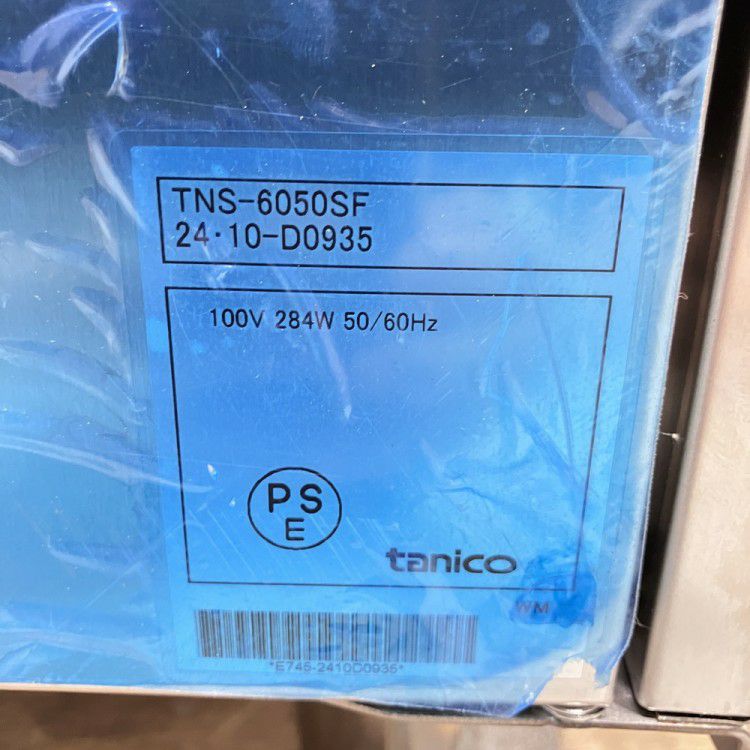 TNS-6050SF
24·10-D0935
100V 284W 50/60Hz
PS
E
tanico
WM
*E745-2410D0935*